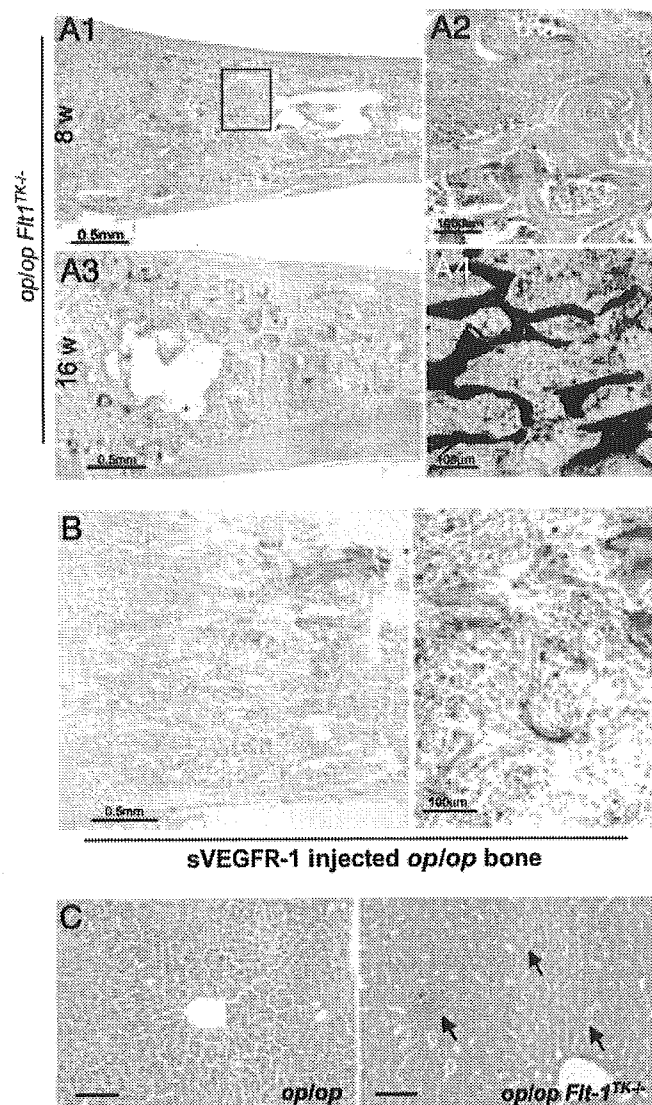 A1
A2
op/op Flt1TK-/-
8 w
0.5mm
100um
A3
A4
16 w
0.5mm
100um
B
0.5mm
100um
sVEGFR-1 injected op/op bone
C
op/op
op/op Flt-1TK-/-